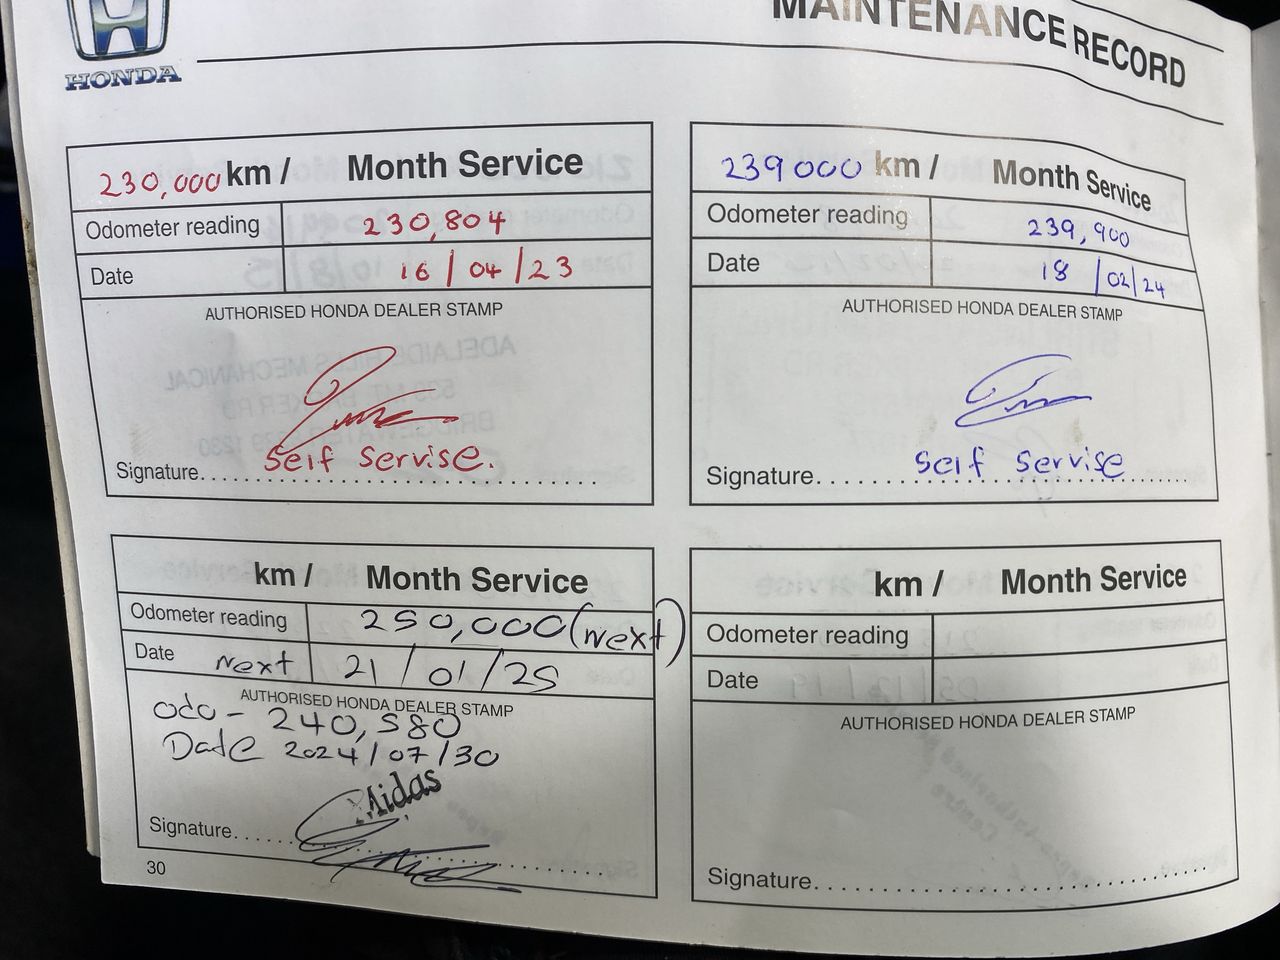 HONDA
MAINTENANCE RECORD
230,000 km / Month Service
Odometer reading 230,804
Date 16/04/23
AUTHORISED HONDA DEALER STAMP
Self Servise.
Signature
239000 km / Month Service
Odometer reading 239,900
Date 18/02/24
AUTHORISED HONDA DEALER STAMP
Self Servise
Signature
km / Month Service
Odometer reading 250,000 (Next)
Date Next 21/01/25
AUTHORISED HONDA DEALER STAMP
Odo - 240,580
Date 2024/07/30
Midas
Signature
km / Month Service
Odometer reading
Date
AUTHORISED HONDA DEALER STAMP
Signature
30